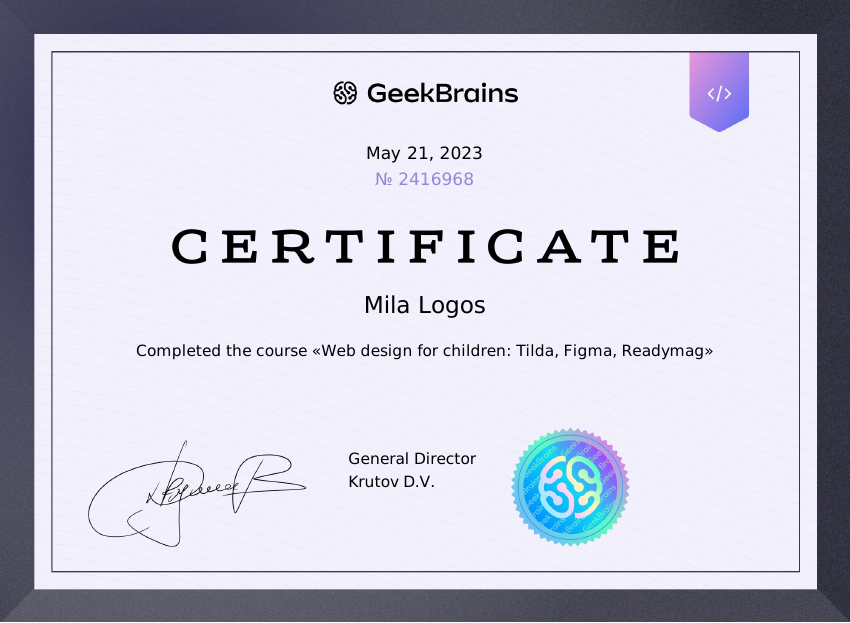 GeekBrains
</>
May 21, 2023
№ 2416968
CERTIFICATE
Mila Logos
Completed the course «Web design for children: Tilda, Figma, Readymag»
General Director
Krutov D.V.